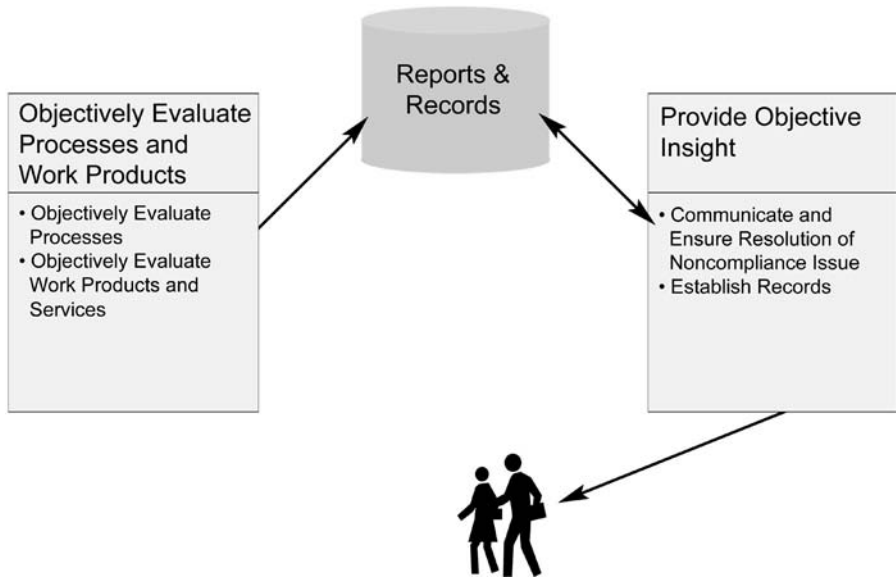 Reports &
Records
Objectively Evaluate
Processes and
Work Products
• Objectively Evaluate
Processes
• Objectively Evaluate
Work Products and
Services
Provide Objective
Insight
• Communicate and
Ensure Resolution of
Noncompliance Issue
• Establish Records